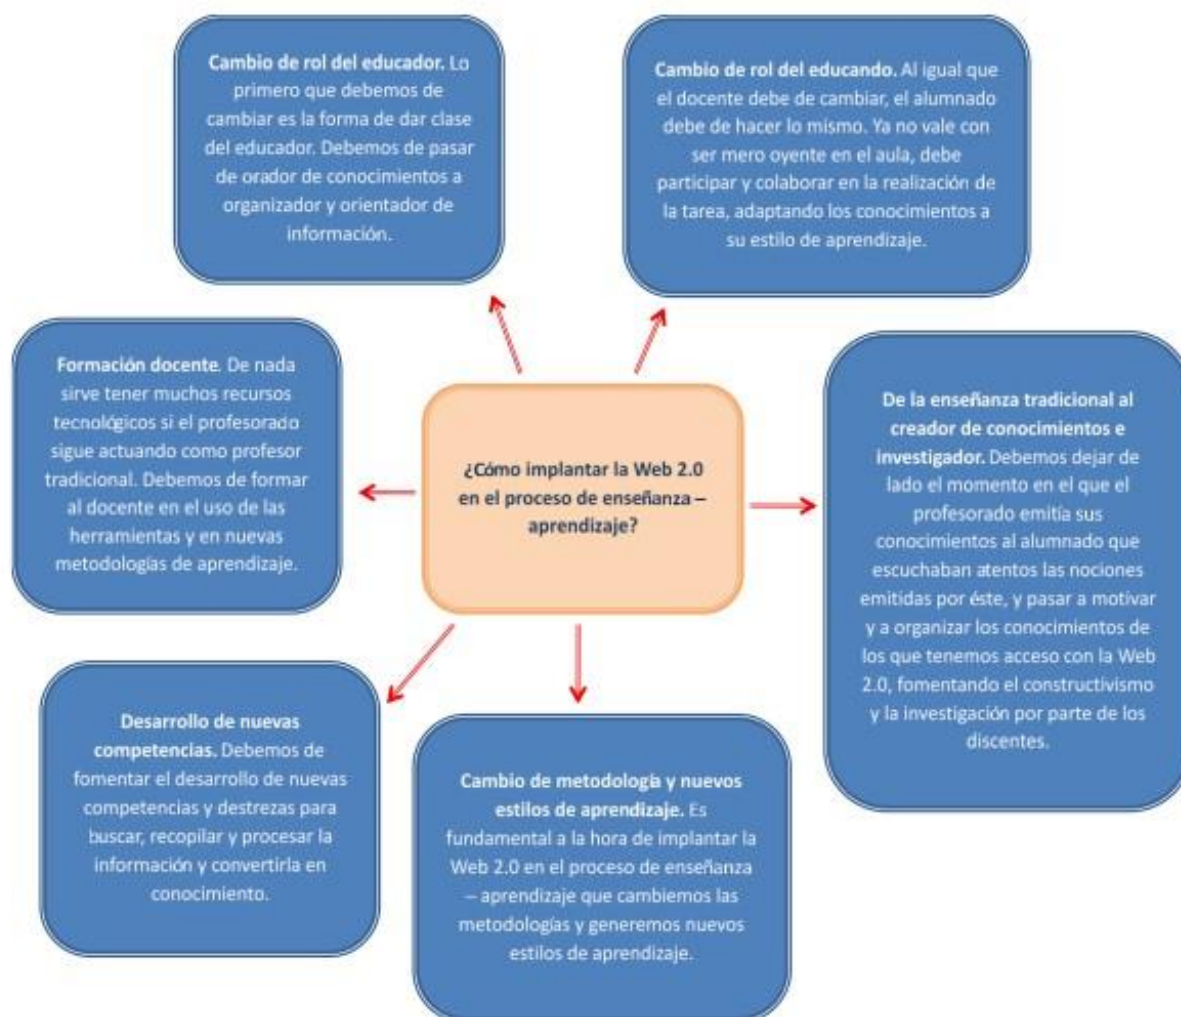 Cambio de rol del educador. Lo
primero que debemos de
cambiar es la forma de dar clase
del educador. Debemos de pasar
de orador de conocimientos a
organizador y orientador de
información.
Cambio de rol del educando. Al igual que
el docente debe de cambiar, el alumnado
debe de hacer lo mismo. Ya no vale con
ser mero oyente en el aula, debe
participar y colaborar en la realización de
la tarea, adaptando los conocimientos a
su estilo de aprendizaje.
Formación docente. De nada
sirve tener muchos recursos
tecnológicos si el profesorado
sigue actuando como profesor
tradicional. Debemos de formar
al docente en el uso de las
herramientas y en nuevas
metodologías de aprendizaje.
¿Cómo implantar la Web 2.0
en el proceso de enseñanza –
aprendizaje?
De la enseñanza tradicional al
creador de conocimientos e
investigador. Debemos dejar de
lado el momento en el que el
profesorado emitía sus
conocimientos al alumnado que
escuchaban atentos las nociones
emitidas por éste, y pasar a motivar
y a organizar los conocimientos de
los que tenemos acceso con la Web
2.0, fomentando el constructivismo
y la investigación por parte de los
discentes.
Desarrollo de nuevas
competencias. Debemos de
fomentar el desarrollo de nuevas
competencias y destrezas para
buscar, recopilar y procesar la
información y convertirla en
conocimiento.
Cambio de metodología y nuevos
estilos de aprendizaje. Es
fundamental a la hora de implantar la
Web 2.0 en el proceso de enseñanza
– aprendizaje que cambiemos las
metodologías y generemos nuevos
estilos de aprendizaje.